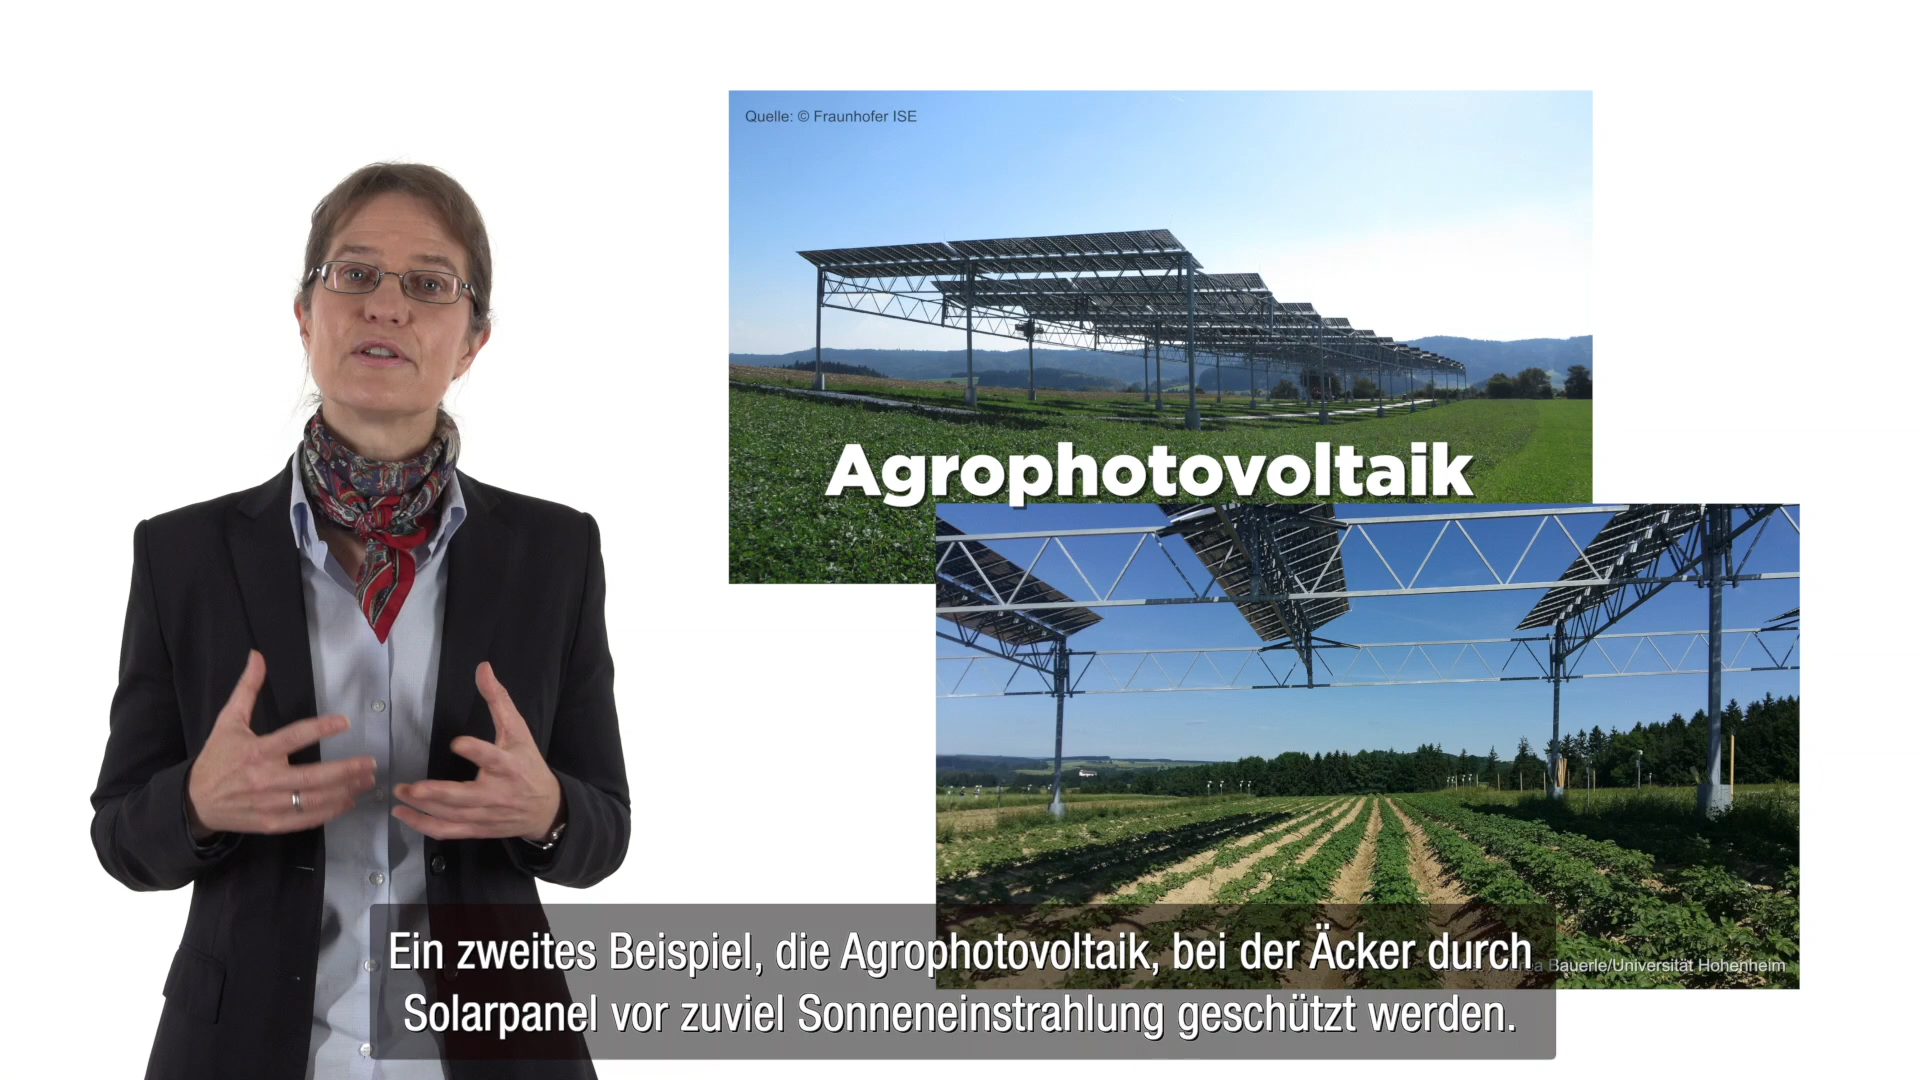 Quelle: © Fraunhofer ISE
Agrophotovoltaik
Ein zweites Beispiel, die Agrophotovoltaik, bei der Äcker durch
Bauerle/Universität Hohenheim
Solarpanel vor zuviel Sonneneinstrahlung geschützt werden.